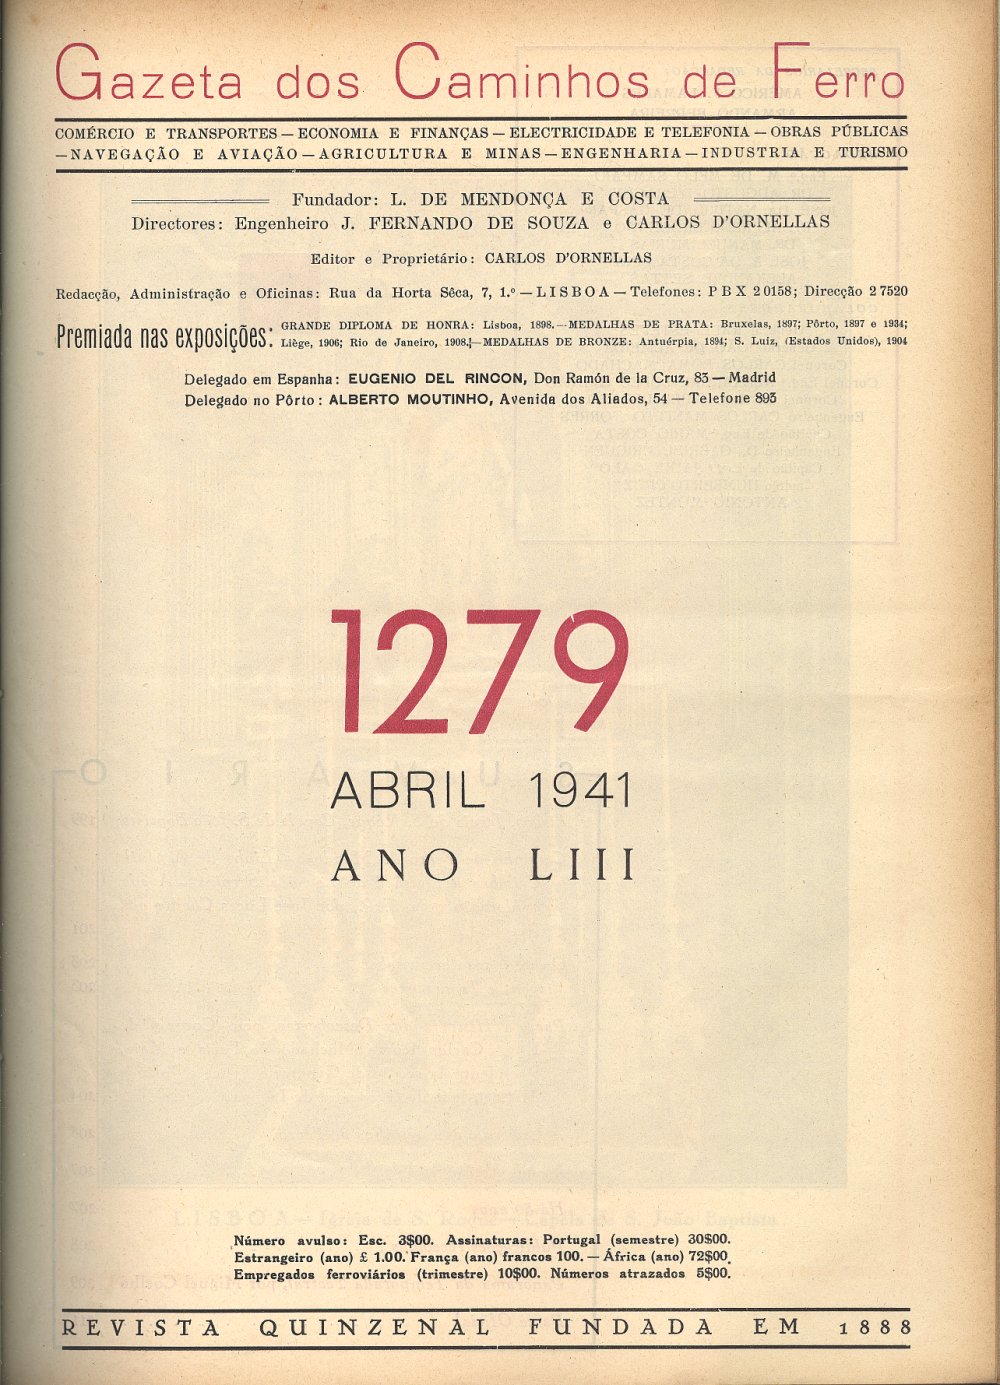 Gazeta dos Caminhos de Ferro
COMÉRCIO E TRANSPORTES — ECONOMIA E FINANÇAS — ELECTRICIDADE E TELEFONIA — OBRAS PÚBLICAS
— NAVEGAÇÃO E AVIAÇÃO — AGRICULTURA E MINAS — ENGENHARIA — INDUSTRIA E TURISMO
Fundador: L. DE MENDONÇA E COSTA
Directores: Engenheiro J. FERNANDO DE SOUZA e CARLOS D'ORNELLAS
Editor e Proprietário: CARLOS D'ORNELLAS
Redacção, Administração e Oficinas: Rua da Horta Sêca, 7, 1.º — LISBOA — Telefones: PBX 20158; Direcção 27520
Premiada nas exposições:
GRANDE DIPLOMA DE HONRA: Lisboa, 1898. — MEDALHAS DE PRATA: Bruxelas, 1897; Pôrto, 1897 e 1934;
Liège, 1906; Rio de Janeiro, 1908. — MEDALHAS DE BRONZE: Antuérpia, 1894; S. Luiz, (Estados Unidos), 1904
Delegado em Espanha: EUGENIO DEL RINCON, Don Ramón de la Cruz, 83 — Madrid
Delegado no Pôrto: ALBERTO MOUTINHO, Avenida dos Aliados, 54 — Telefone 893
1279
ABRIL 1941
ANO LIII
Número avulso: Esc. 3$00. Assinaturas: Portugal (semestre) 30$00.
Estrangeiro (ano) £ 1.00. França (ano) francos 100. — África (ano) 72$00.
Empregados ferroviários (trimestre) 10$00. Números atrazados 5$00.
REVISTA QUINZENAL FUNDADA EM 1888